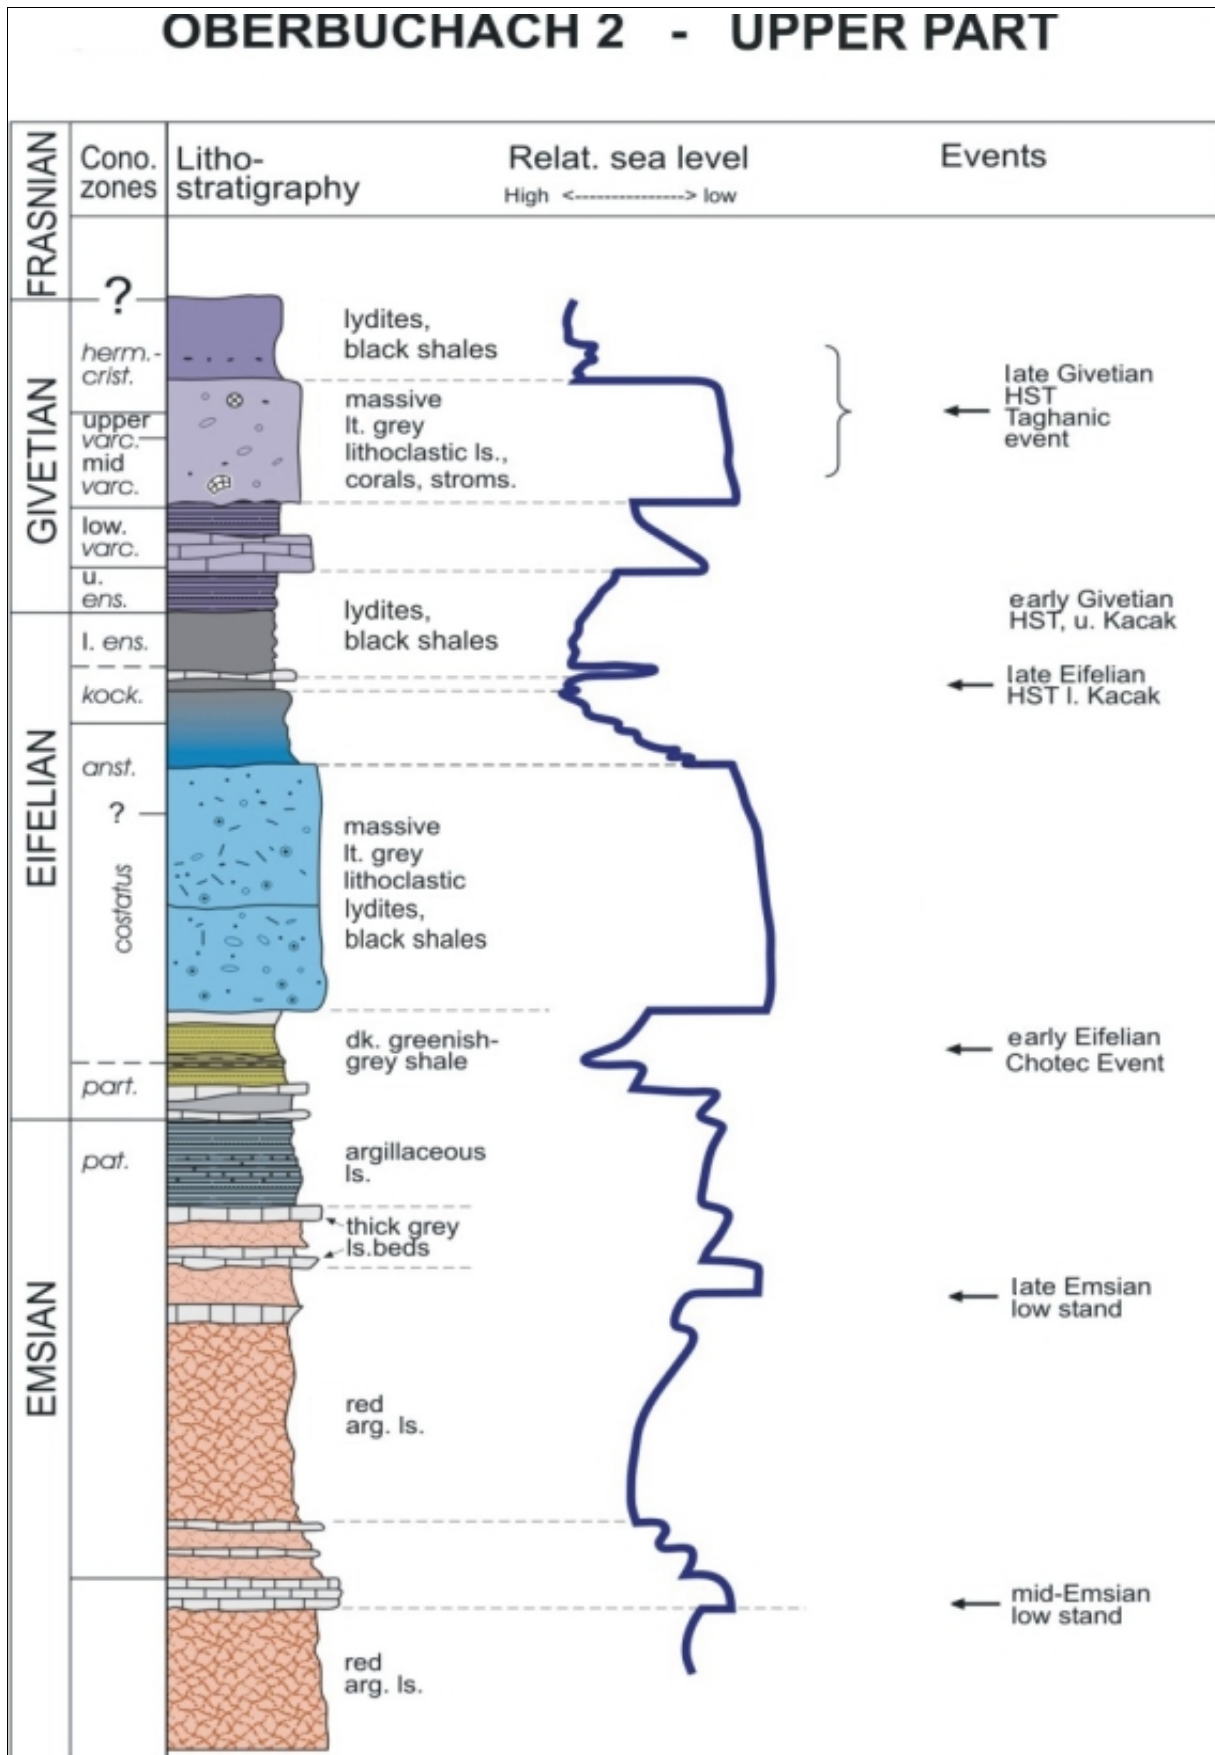 OBERBUCHACH 2 - UPPER PART
FRASNIAN
Cono.
zones
Litho-
stratigraphy
Relat. sea level
High <---------------> low
Events
?
GIVETIAN
herm.-
crist.
upper
varc.
mid
varc.
low.
varc.
u.
ens.
lydites,
black shales
massive
lt. grey
lithoclastic ls.,
corals, stroms.
late Givetian
HST
Taghanic
event
EIFELIAN
l. ens.
kock.
anst.
?
costatus
part.
lydites,
black shales
early Givetian
HST, u. Kacak
late Eifelian
HST l. Kacak
massive
lt. grey
lithoclastic
lydites,
black shales
dk. greenish-
grey shale
early Eifelian
Chotec Event
EMSIAN
pat.
argillaceous
ls.
thick grey
ls.beds
late Emsian
low stand
red
arg. ls.
mid-Emsian
low stand
red
arg. ls.